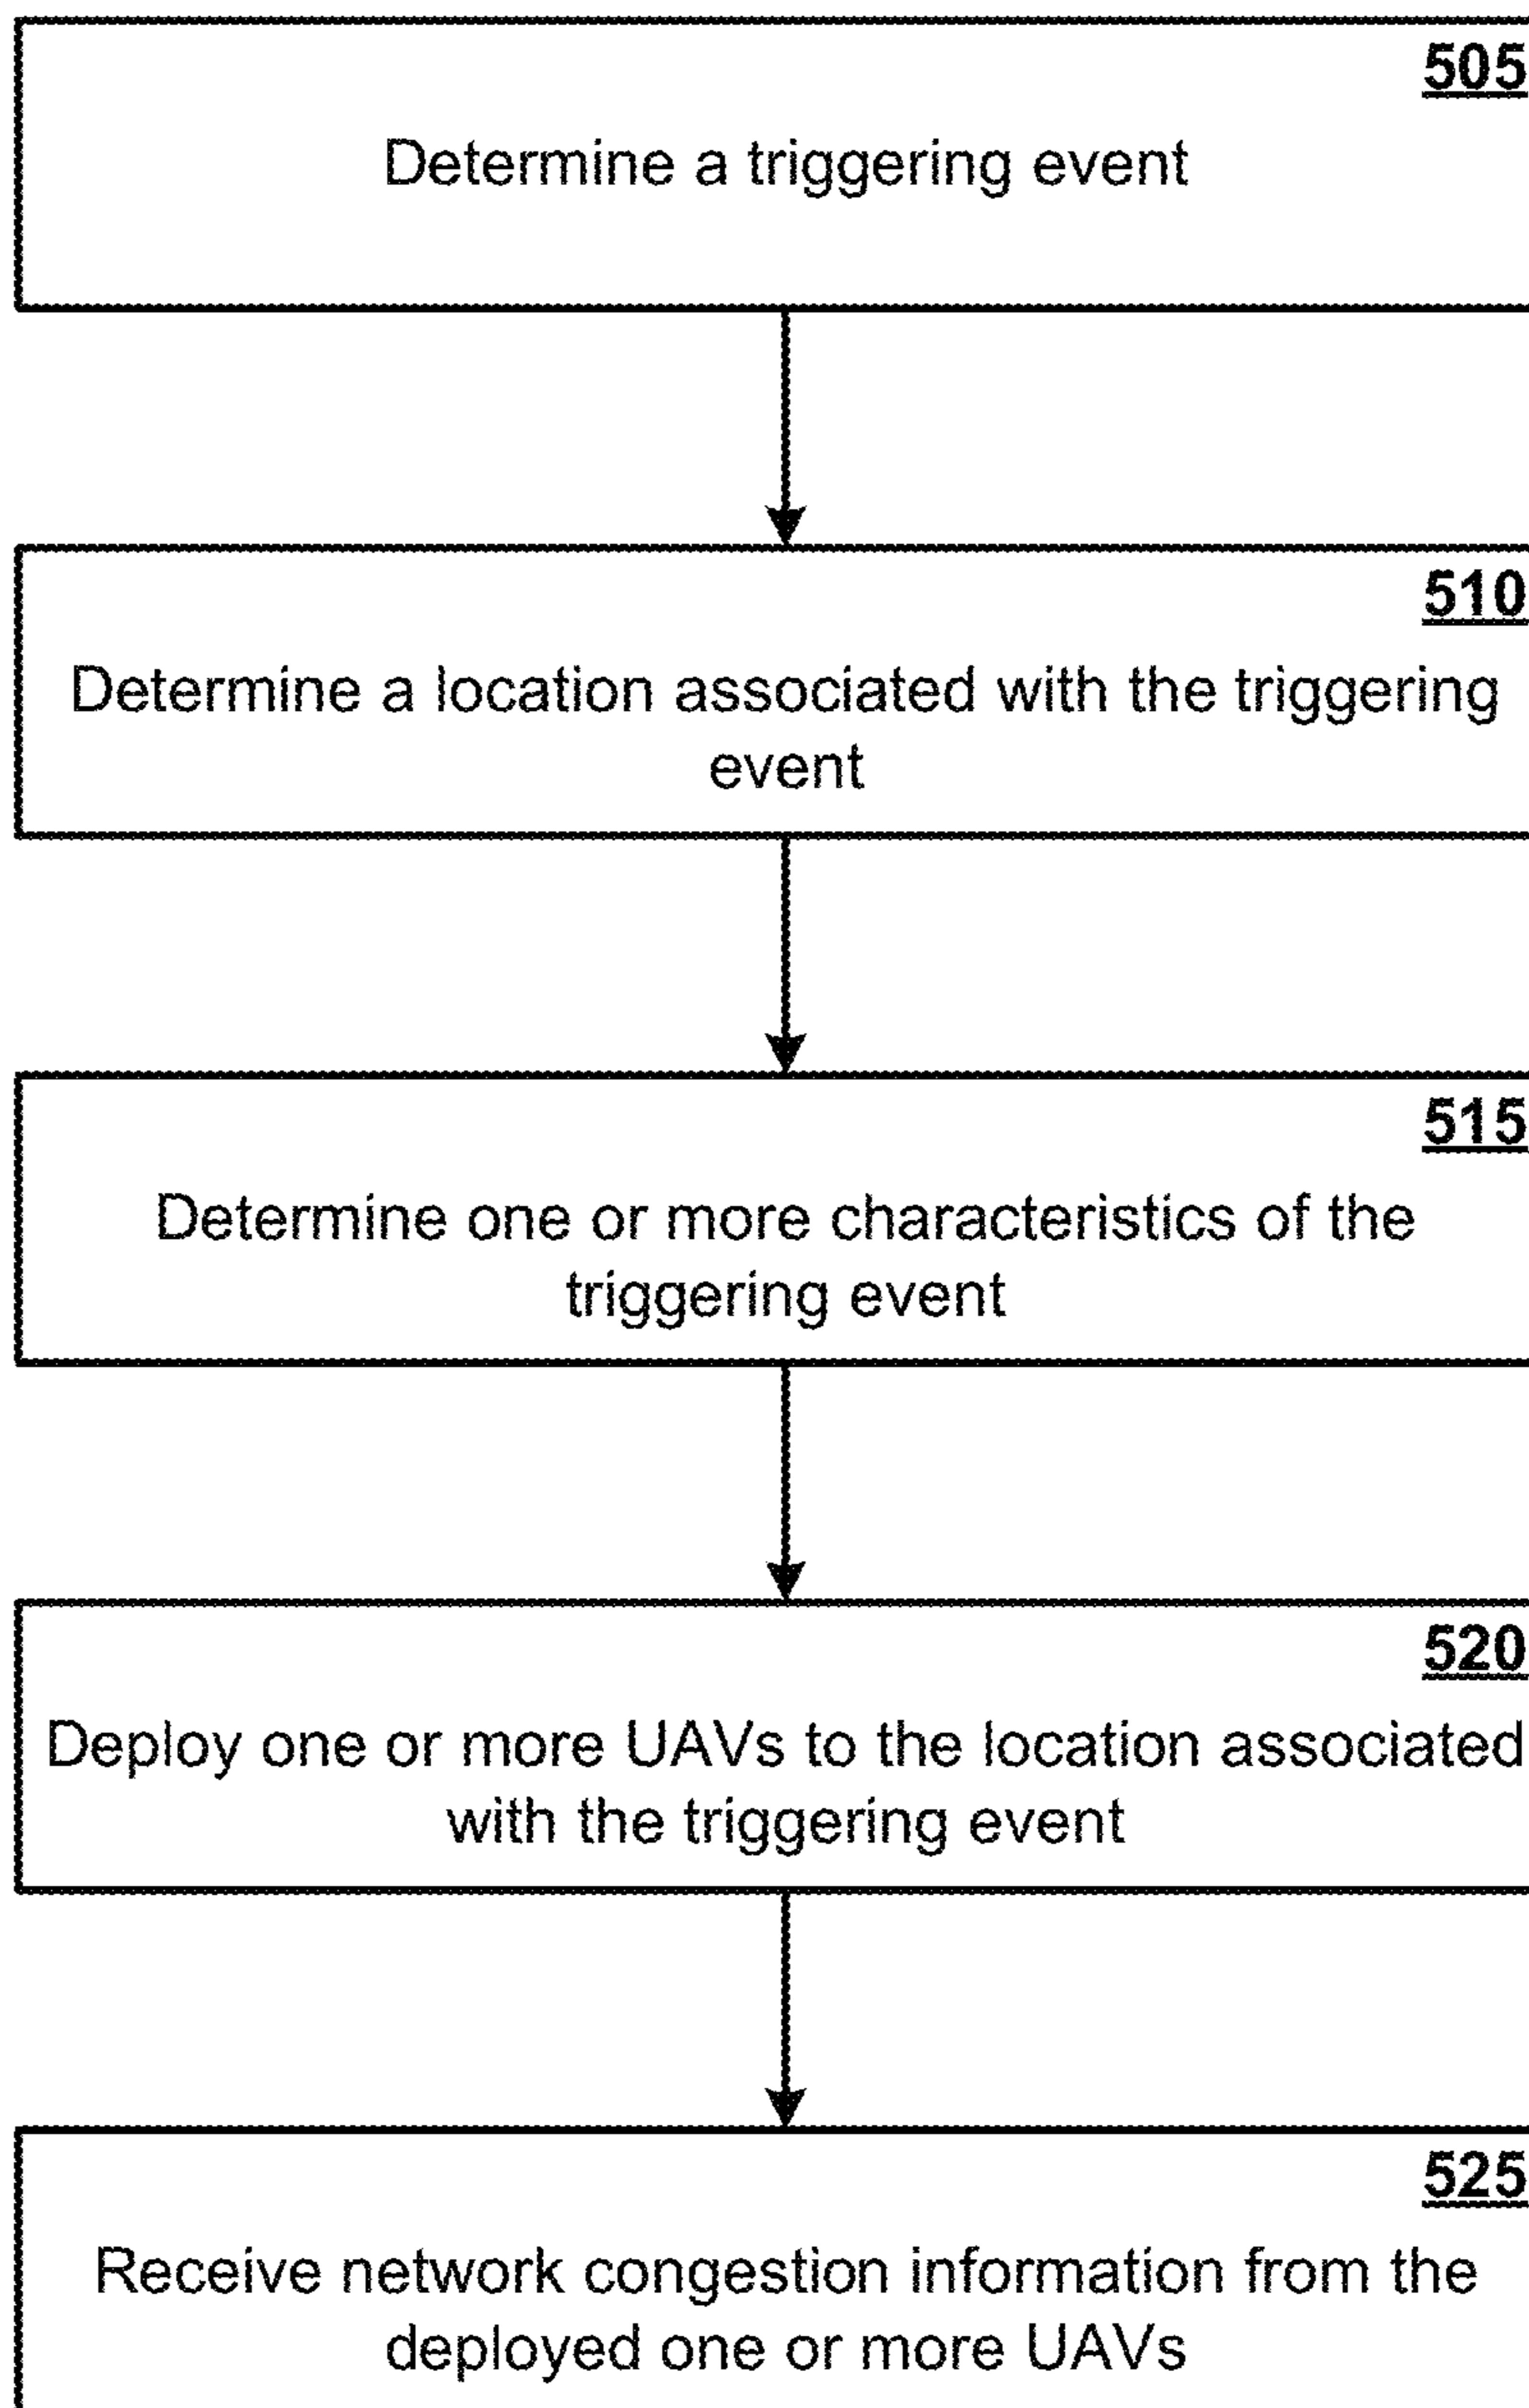 505
Determine a triggering event
510
Determine a location associated with the triggering
event
515
Determine one or more characteristics of the
triggering event
520
Deploy one or more UAVs to the location associated
with the triggering event
525
Receive network congestion information from the
deployed one or more UAVs